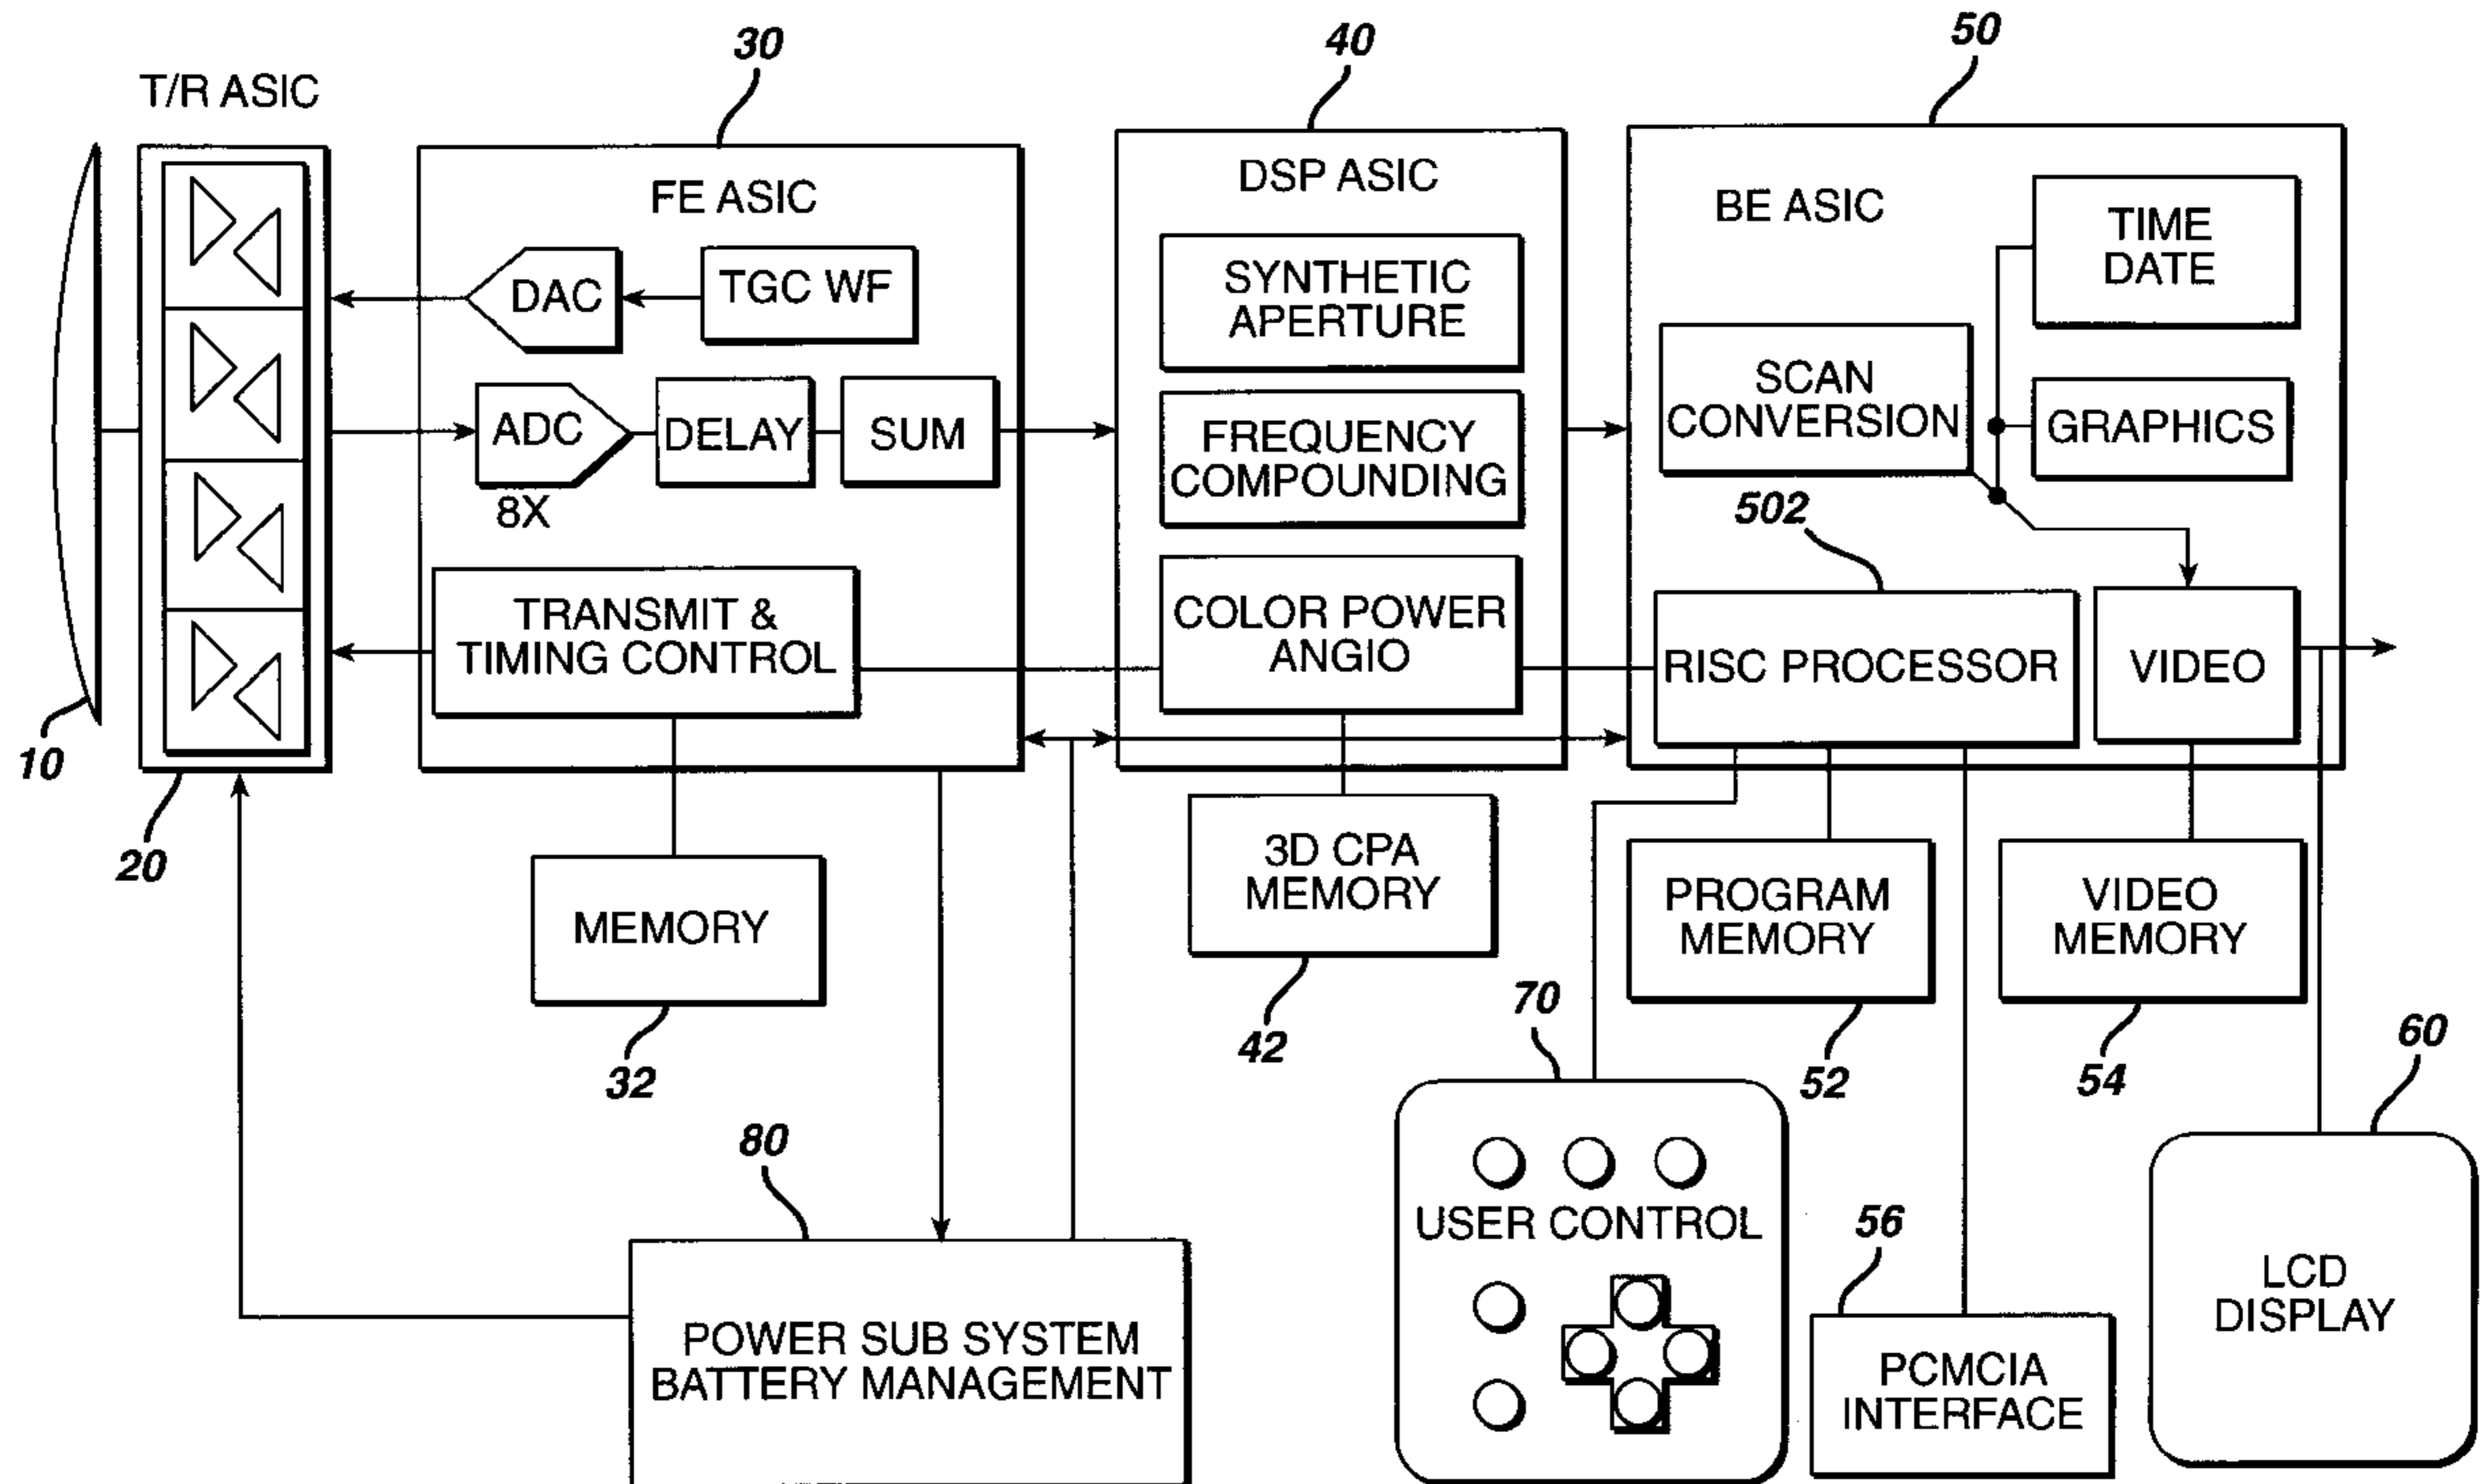 30
40
50
T/R ASIC
FE ASIC
DSP ASIC
BE ASIC
TIME
DATE
DAC
TGC WF
SYNTHETIC
APERTURE
SCAN
CONVERSION
ADC
DELAY
SUM
8X
FREQUENCY
COMPOUNDING
GRAPHICS
502
TRANSMIT &
TIMING CONTROL
COLOR POWER
ANGIO
RISC PROCESSOR
VIDEO
10
20
MEMORY
32
3D CPA
MEMORY
42
PROGRAM
MEMORY
52
VIDEO
MEMORY
54
70
60
80
USER CONTROL
56
POWER SUB SYSTEM
BATTERY MANAGEMENT
PCMCIA
INTERFACE
LCD
DISPLAY